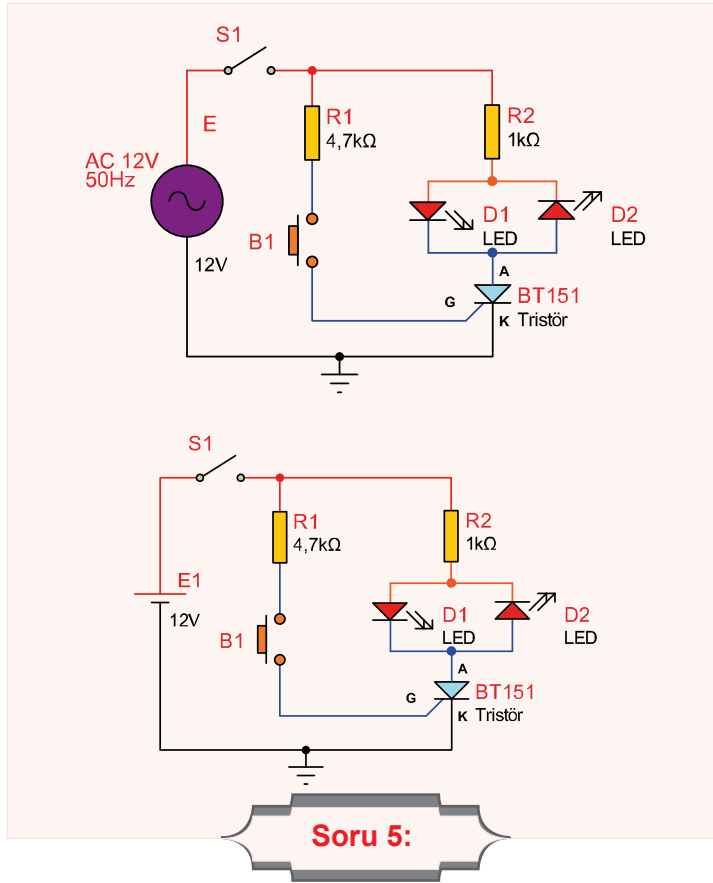 S1
E
AC 12V
50Hz
12V
R1
4,7kΩ
B1
R2
1kΩ
D1
LED
D2
LED
A
G
BT151
K Tristör
S1
E1
12V
R1
4,7kΩ
B1
R2
1kΩ
D1
LED
D2
LED
A
G
BT151
K Tristör
Soru 5: